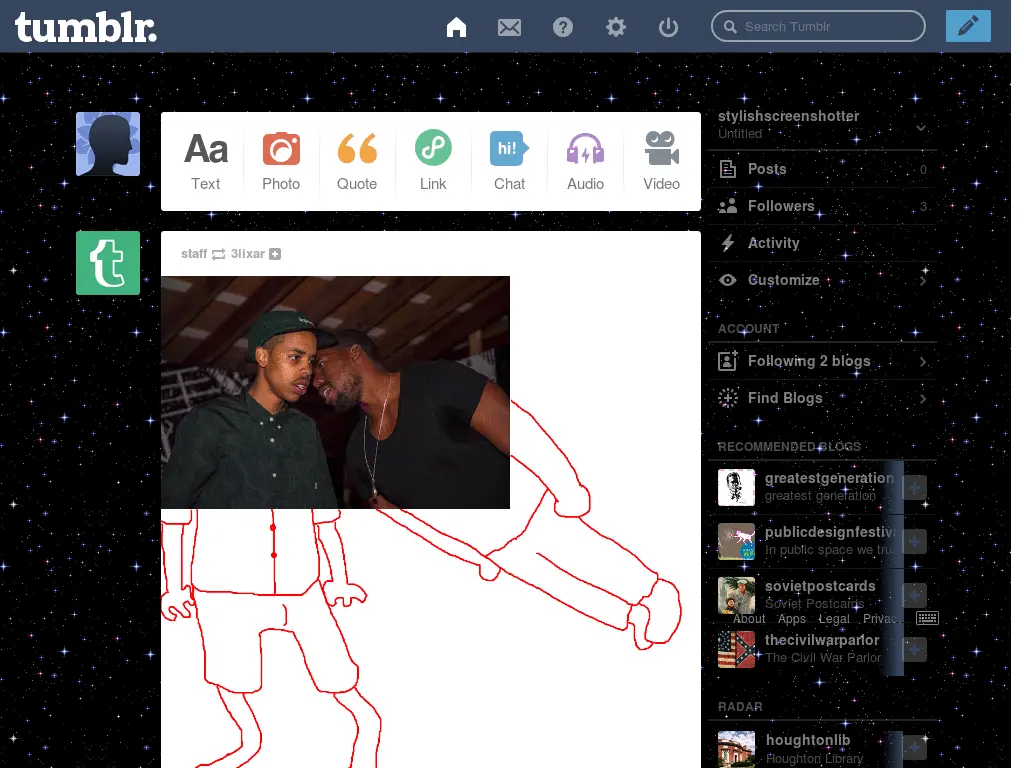 tumblr.
Search Tumblr
Aa
hi!
Text Photo Quote Link Chat Audio Video
staff 3lixar
stylishscreenshotter
Untitled
Posts 0
Followers 3
Activity
Customize
ACCOUNT
Following 2 blogs
Find Blogs
RECOMMENDED BLOGS
greatestgeneration
greatest generation
publicdesignfestiv
In public space we tru
sovietpostcards
Soviet Postcards
About Apps Legal Privac
thecivilwarparlor
The Civil War Parlor
RADAR
houghtonlib
Houghton Library